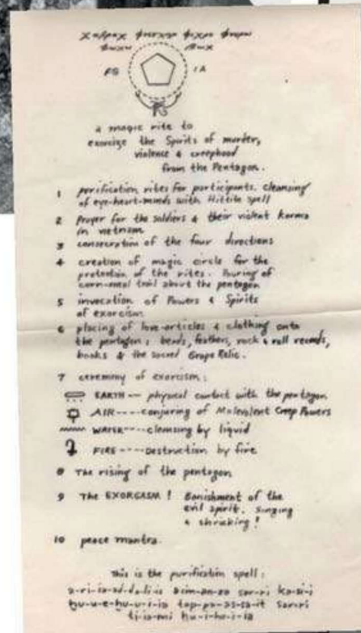 a magic rite to
exorcize the Spirits of murder,
violence & creephood
from the Pentagon.
1 purification rites for participants. cleansing
of eye-heart-minds with Hittite spell
2 prayer for the soldiers & their violent karma
in vietnam
3 consecration of the four directions
4 creation of magic circle for the
protection of the rites. Pouring of
corn-meal trail about the pentagon
5 invocation of Powers & Spirits
of exorcism
6 placing of love-articles & clothing onto
the pentagon: beads, feathers, rock & roll records,
books & the sacred Grope Relic.
7 ceremony of exorcism:
EARTH -- physical contact with the pentagon
AIR ---- conjuring of Malevolent Creep Powers
WATER ---- cleansing by liquid
FIRE ---- destruction by fire
8 The rising of the pentagon
9 The EXORGASM! Banishment of the
evil spirit. Singing
& shrieking!
10 peace mantra.
This is the purification spell: